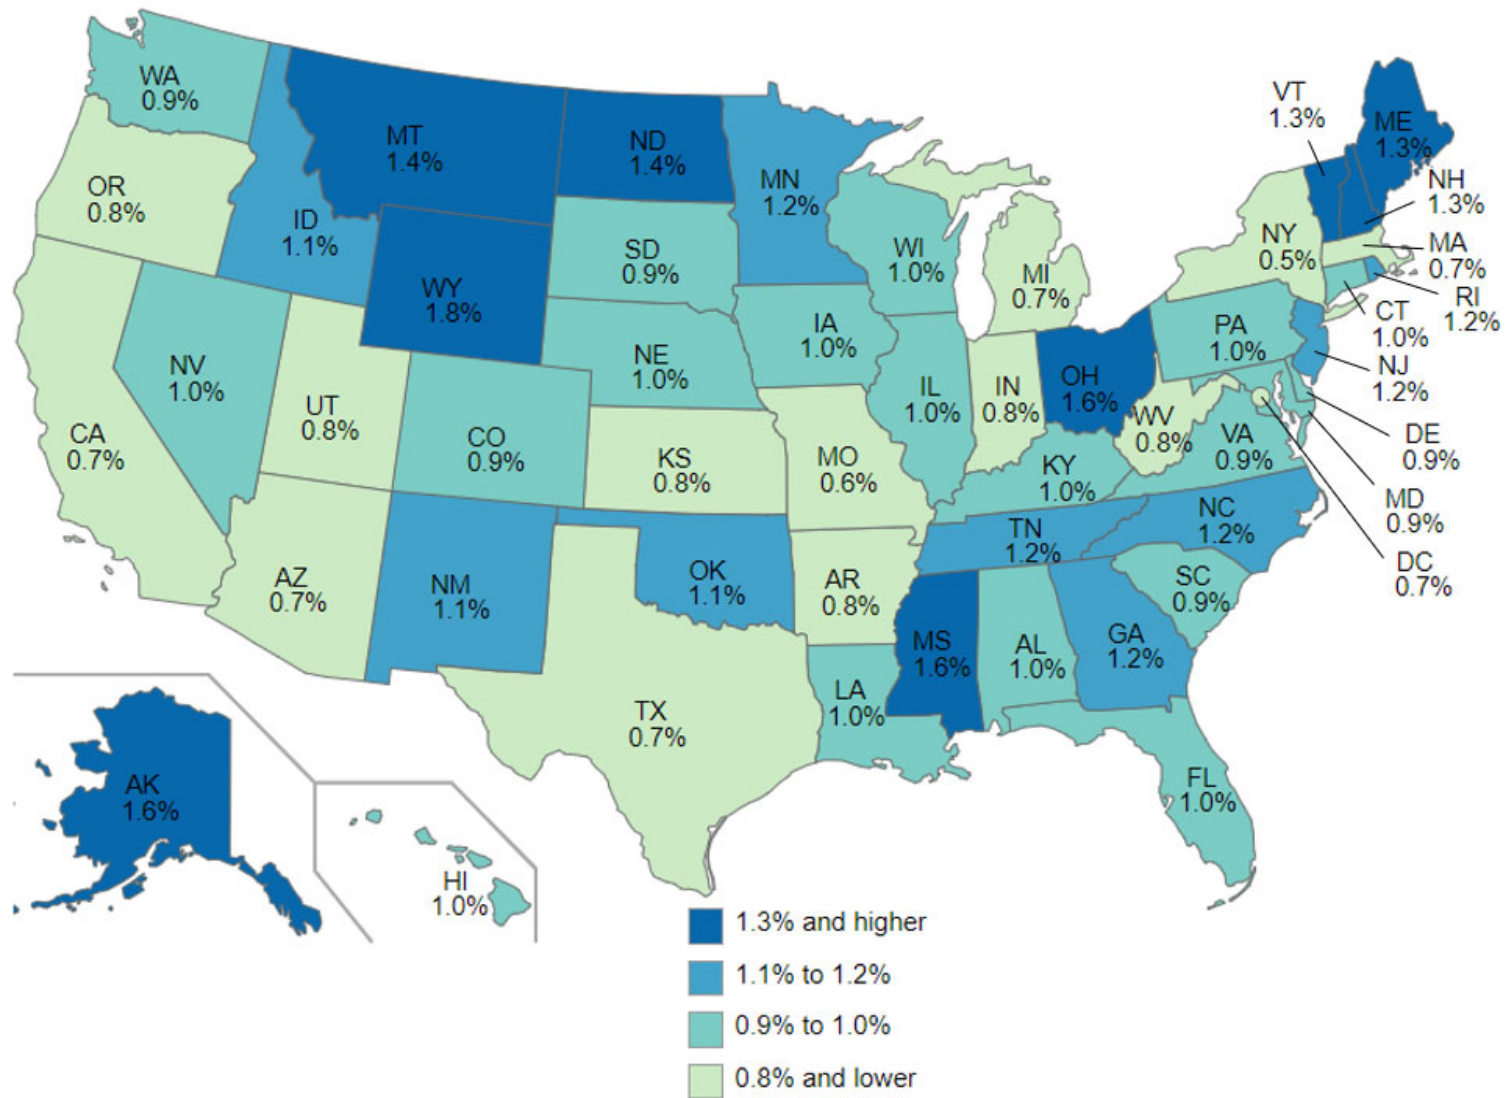 WA
0.9%
MT
1.4%
ND
1.4%
VT
1.3%
ME
1.3%
OR
0.8%
ID
1.1%
MN
1.2%
NH
1.3%
SD
0.9%
WI
1.0%
NY
0.5%
MA
0.7%
WY
1.8%
MI
0.7%
RI
1.2%
CT
1.0%
NV
1.0%
NE
1.0%
IA
1.0%
PA
1.0%
NJ
1.2%
UT
0.8%
IL
1.0%
IN
0.8%
OH
1.6%
WV
0.8%
CA
0.7%
CO
0.9%
KS
0.8%
MO
0.6%
KY
1.0%
VA
0.9%
DE
0.9%
MD
0.9%
AZ
0.7%
NM
1.1%
OK
1.1%
AR
0.8%
TN
1.2%
NC
1.2%
DC
0.7%
SC
0.9%
MS
1.6%
AL
1.0%
GA
1.2%
TX
0.7%
LA
1.0%
AK
1.6%
FL
1.0%
HI
1.0%
1.3% and higher
1.1% to 1.2%
0.9% to 1.0%
0.8% and lower